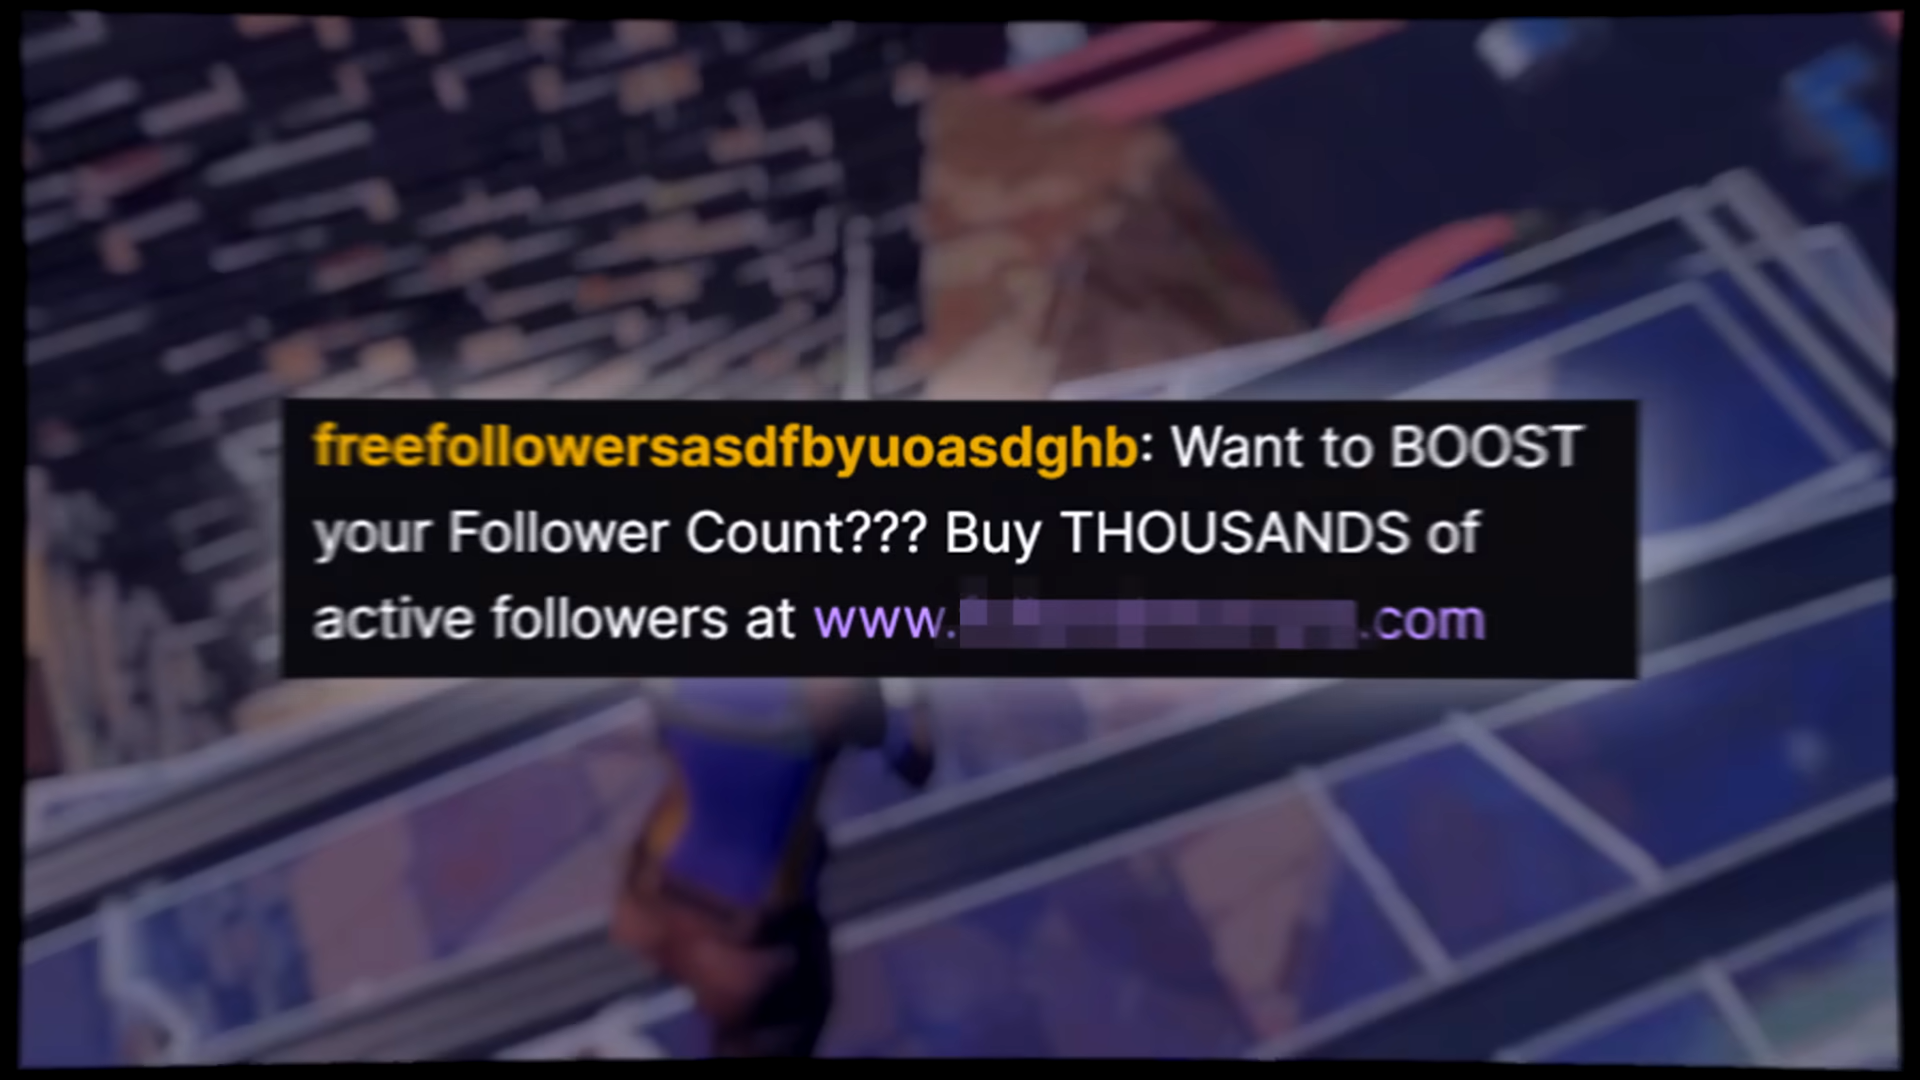 freefollowersasdfbyuoasdghb: Want to BOOST
your Follower Count??? Buy THOUSANDS of
active followers at www. .com